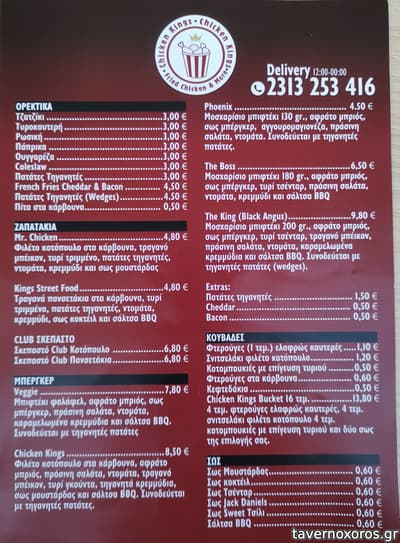 Chicken Kings • Chicken Kings
• Fried Chicken & More •
Delivery 12:00-00:00
2313 253 416
ΟΡΕΚΤΙΚΑ
Τζατζίκι 3,00 €
Τυροκαυτερή 3,00 €
Ρωσική 3,00 €
Πάπρικα 3,00 €
Ουγγαρέζα 3,00 €
Coleslaw 3,00 €
Πατάτες Τηγανητές 3,00 €
French Fries Cheddar & Bacon 4,50 €
Πατάτες Τηγανητές (Wedges) 4,50 €
Πίτα στα κάρβουνα 0,50 €
ΖΑΠΑΤΑΚΙΑ
Mr. Chicken 4,80 €
Φιλέτο κοτόπουλο στα κάρβουνα, τραγανό
μπέικον, τυρί τριμμένο, πατάτες τηγανητές,
ντομάτα, κρεμμύδι και σως μουστάρδας
Kings Street Food 4,80 €
Τραγανά πανσετάκια στα κάρβουνα, τυρί
τριμμένο, πατάτες τηγανητές, ντομάτα,
κρεμμύδι, σως κοκτέιλ και σάλτσα BBQ
CLUB ΣΚΕΠΑΣΤΟ
Σκεπαστό Club Κοτόπουλο 6,80 €
Σκεπαστό Club Πανσετάκια 6,80 €
ΜΠΕΡΓΚΕΡ
Veggie 7,80 €
Μπιφτέκι φαλάφελ, αφράτο μπριός, σως
μπέργκερ, πράσινη σαλάτα, ντομάτα,
καραμελωμένα κρεμμύδια και σάλτσα BBQ.
Συνοδεύεται με τηγανητές πατάτες
Chicken Kings 8,50 €
Φιλέτο κοτόπουλο στα κάρβουνα, αφράτο
μπριός, πράσινη σαλάτα, ντομάτα, τραγανό
μπέικον, τυρί γκούντα, τηγανητά κρεμμύδια,
σως μουστάρδας και σάλτσα BBQ. Συνοδεύεται
με τηγανητές πατάτες.
Phoenix 4.50 €
Μοσχαρίσιο μπιφτέκι 130 gr., αφράτο μπριός,
σως μπέργκερ, αγγουρομαγιονέζα, πράσινη
σαλάτα, ντομάτα. Συνοδεύεται με τηγανητές
πατάτες.
The Boss 6,50 €
Μοσχαρίσιο μπιφτέκι 180 gr., αφράτο μπριός,
σως μπέργκερ, τυρί τσένταρ, πράσινη σαλάτα,
ντομάτα και σάλτσα BBQ
The King (Black Angus) 9,80 €
Μοσχαρίσιο μπιφτέκι 200 gr., αφράτο μπριός,
σως μπέργκερ, τυρί τσένταρ, τραγανό μπέικον,
πράσινη σαλάτα, ντομάτα, καραμελωμένα
κρεμμύδια και σάλτσα BBQ. Συνοδεύεται με
τηγανητές πατάτες (wedges).
Extras:
Πατάτες τηγανητές 1,50 €
Cheddar 0,50 €
Bacon 0,50 €
ΚΟΥΒΑΔΕΣ
Φτερούγες (1 τεμ.) ελαφρώς καυτερές 1,10 €
Σνιτσελάκι φιλέτο κοτόπουλο 1,20 €
Κοτομπουκιές με επίγευση τυριού 0,50 €
Φτερούγες στο κάρβουνο 0,60 €
Κεφτεδάκια 0,50 €
Chicken Kings Bucket 16 τεμ. 13,80 €
4 τεμ. φτερούγες ελαφρώς καυτερές, 4 τεμ.
σνιτσελάκι φιλέτο κοτόπουλο 4 τεμ.
κοτομπουκιές με επίγευση τυριού και δύο σως
της επιλογής σας.
ΣΩΣ
Σως Μουστάρδας 0,60 €
Σως κοκτέιλ 0,60 €
Σως Τσένταρ 0,60 €
Σως Jack Daniels 0,60 €
Σως Sweet Τσίλι 0,60 €
Σάλτσα BBQ 0,60 €
tavernoxoros.gr